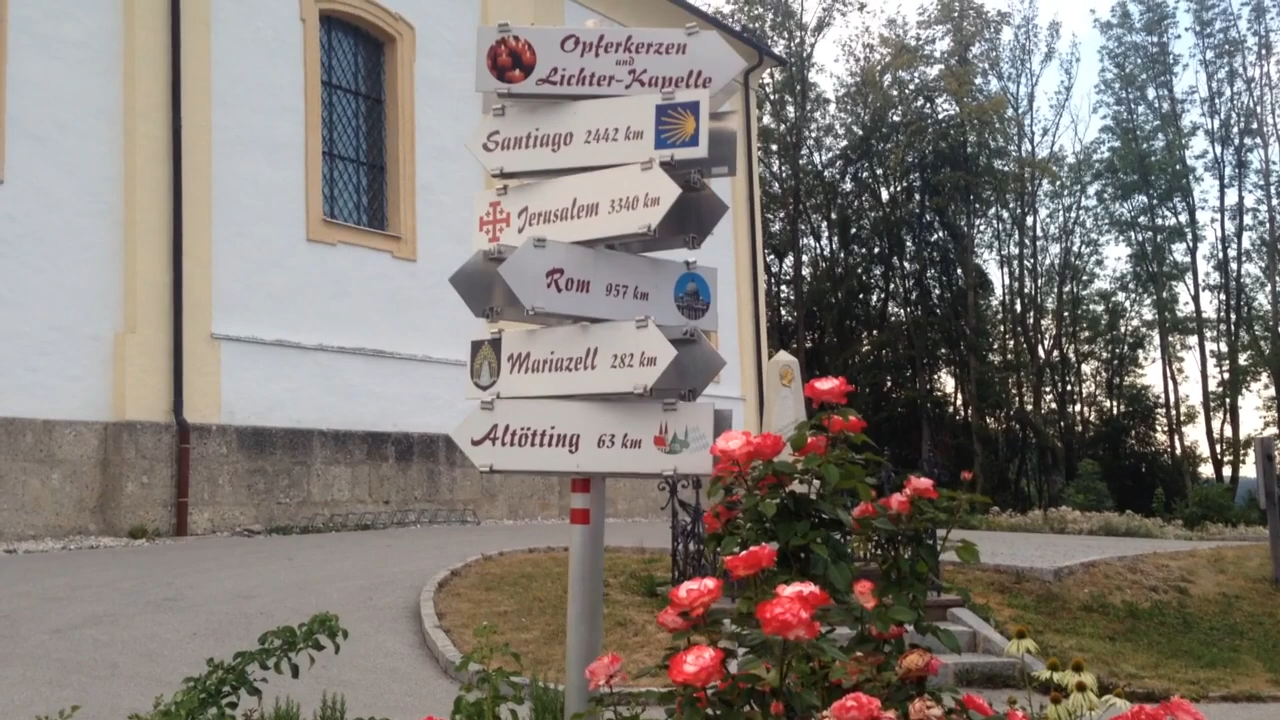 Opferkerzen
und
Lichter-Kapelle
Santiago 2442 km
Jerusalem 3340 km
Rom 957 km
Mariazell 282 km
Altötting 63 km